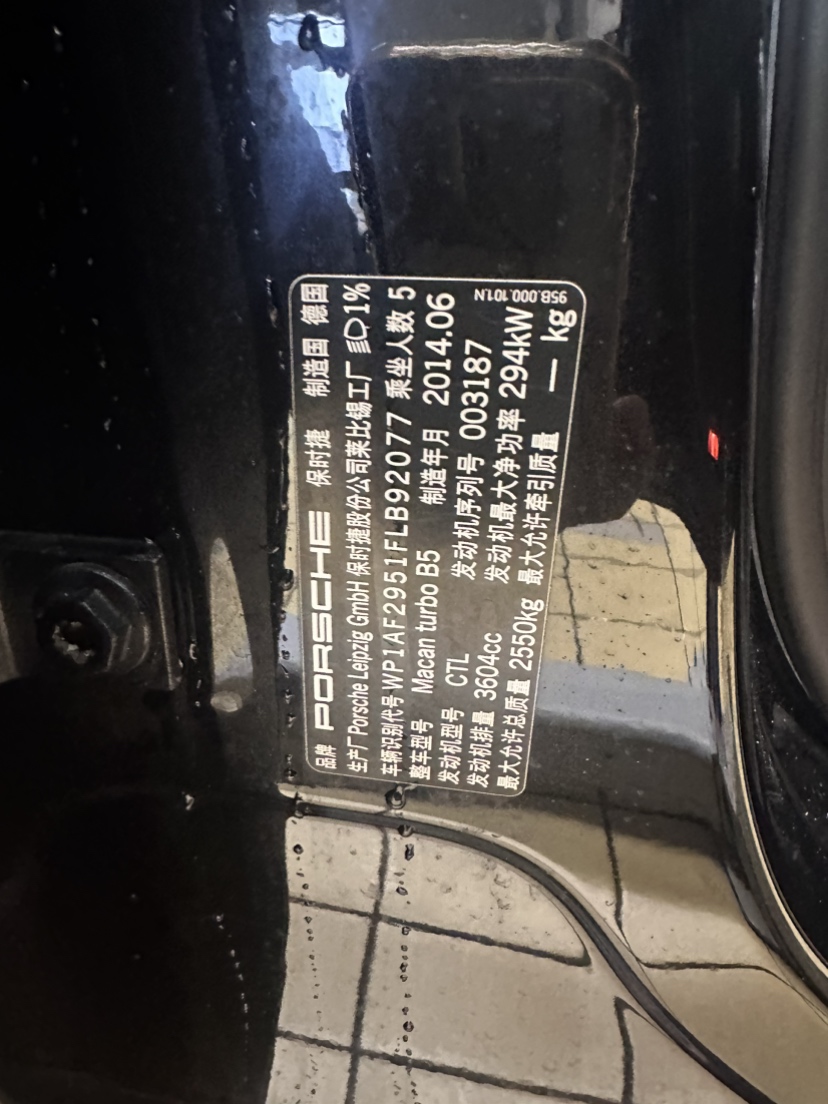 品牌 PORSCHE 保时捷 制造国 德国
生产厂 Porsche Leipzig GmbH 保时捷股份公司莱比锡工厂 1%
车辆识别代号 WP1AF2951FLB92077 乘坐人数 5
整车型号 Macan turbo B5 制造年月 2014.06
发动机型号 CTL 发动机序列号 003187
发动机排量 3604cc 发动机最大净功率 294kW
最大允许总质量 2550kg 最大允许牵引质量 — kg
95B.000.101.N